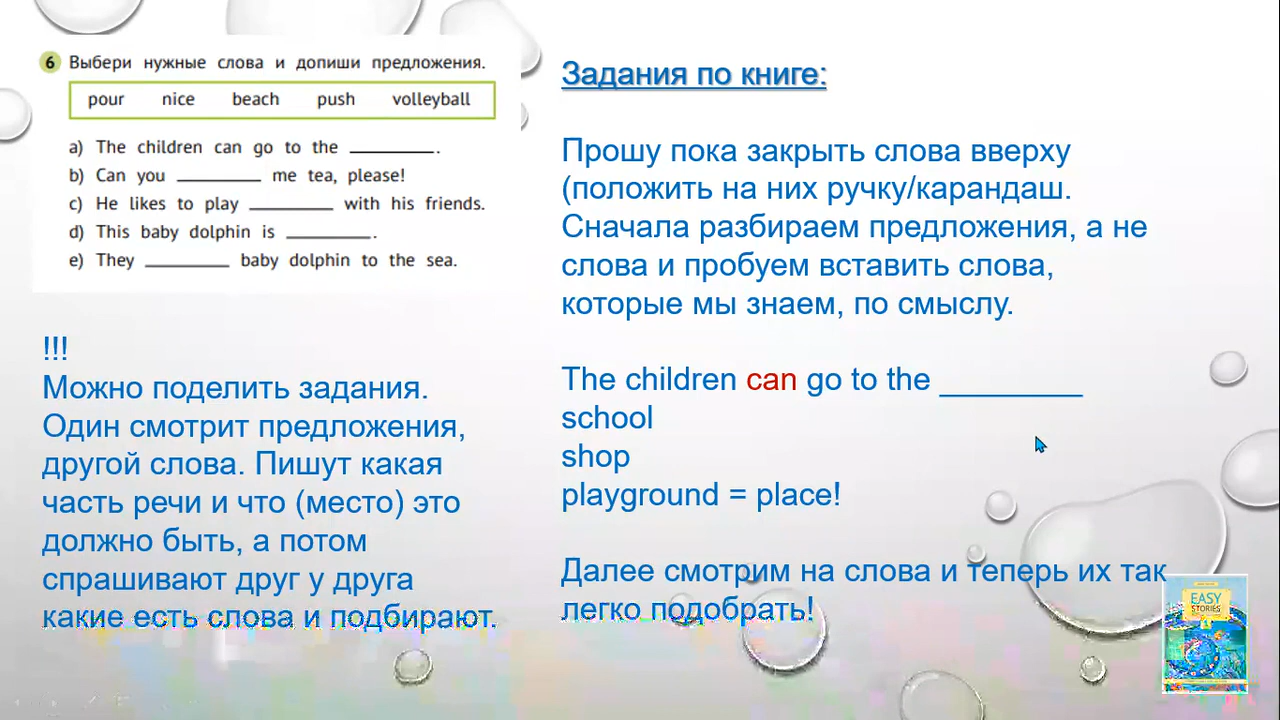 6 Выбери нужные слова и допиши предложения.
pour nice beach push volleyball
a) The children can go to the ________.
b) Can you ________ me tea, please!
c) He likes to play ________ with his friends.
d) This baby dolphin is ________.
e) They ________ baby dolphin to the sea.
!!!
Можно поделить задания.
Один смотрит предложения,
другой слова. Пишут какая
часть речи и что (место) это
должно быть, а потом
спрашивают друг у друга
какие есть слова и подбирают.
Задания по книге:
Прошу пока закрыть слова вверху
(положить на них ручку/карандаш.
Сначала разбираем предложения, а не
слова и пробуем вставить слова,
которые мы знаем, по смыслу.
The children can go to the ________
school
shop
playground = place!
Далее смотрим на слова и теперь их так
легко подобрать!
EASY
STORIES